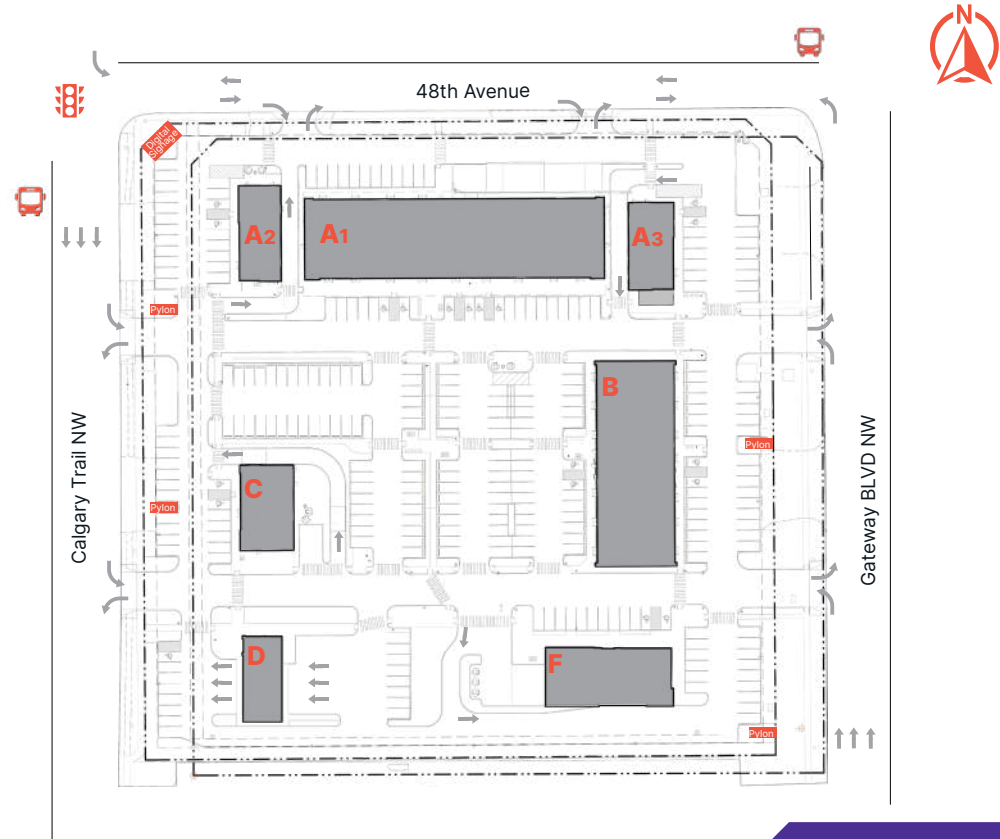 N
48th Avenue
Digital
Signage
A2
A1
A3
Pylon
B
Pylon
Calgary Trail NW
Gateway BLVD NW
C
Pylon
D
F
Pylon